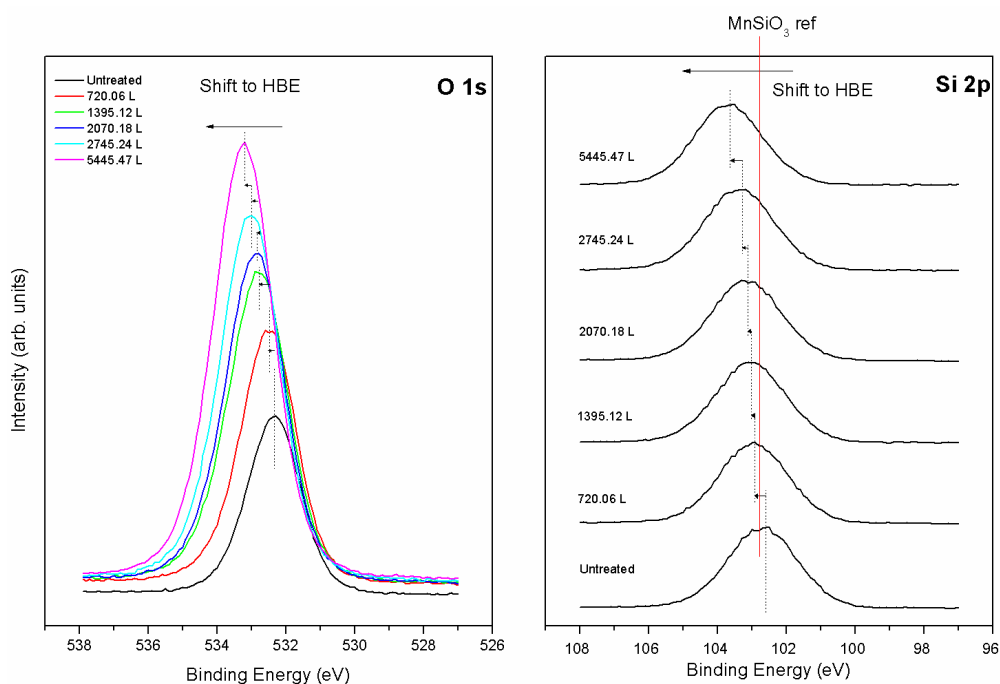 MnSiO3 ref
Untreated
720.06 L
1395.12 L
2070.18 L
2745.24 L
5445.47 L
Shift to HBE
O 1s
Intensity (arb. units)
538 536 534 532 530 528 526
Binding Energy (eV)
Shift to HBE
Si 2p
5445.47 L
2745.24 L
2070.18 L
1395.12 L
720.06 L
Untreated
108 106 104 102 100 98 96
Binding Energy (eV)